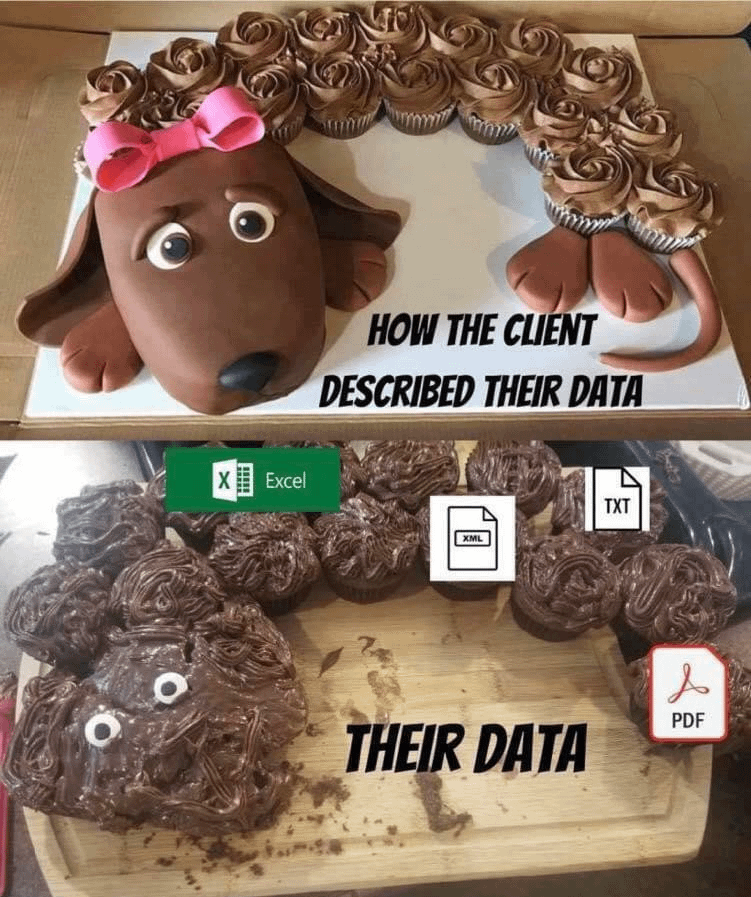 HOW THE CLIENT
DESCRIBED THEIR DATA
X Excel
XML
TXT
PDF
THEIR DATA